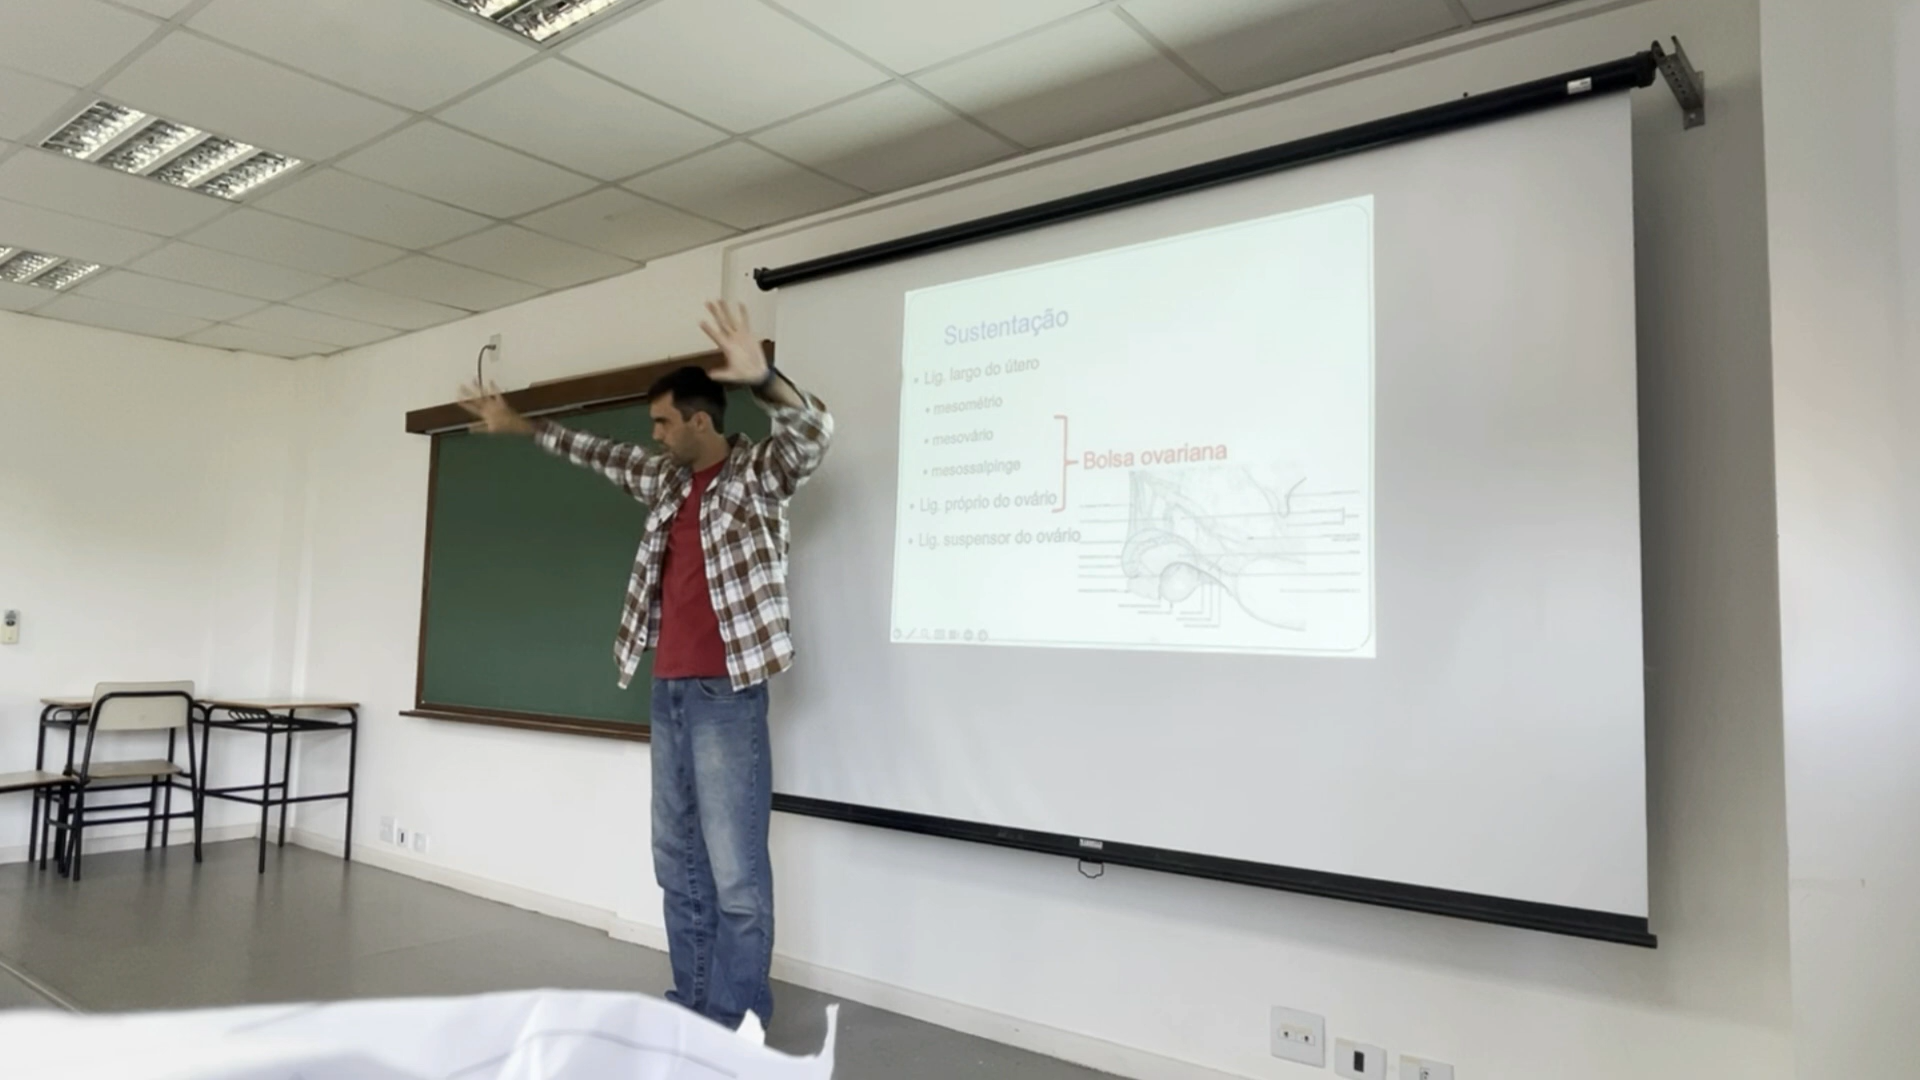 Sustentação
• Lig. largo do útero
• mesométrio
• mesovário
• mesossalpinge
Bolsa ovariana
• Lig. próprio do ovário
• Lig. suspensor do ovário